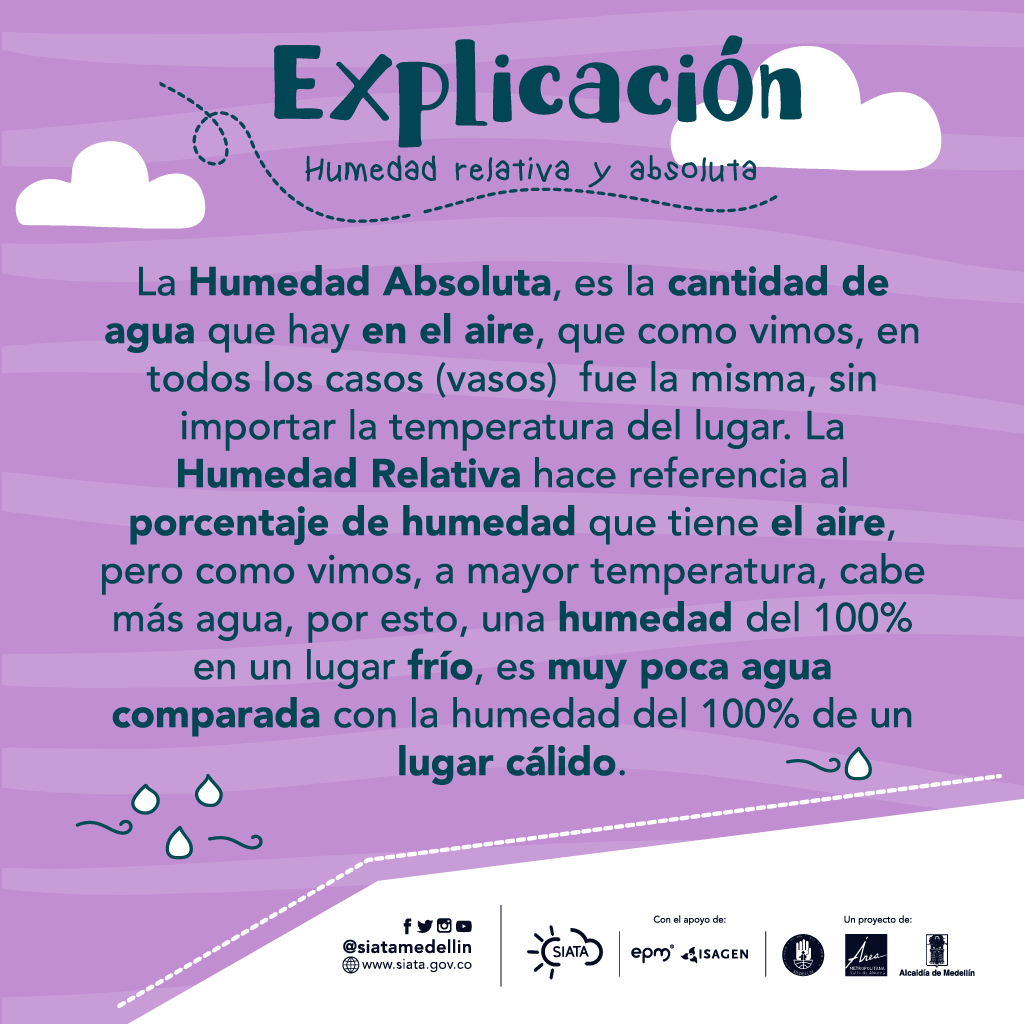 Explicación
Humedad relativa y absoluta
La Humedad Absoluta, es la cantidad de
agua que hay en el aire, que como vimos, en
todos los casos (vasos) fue la misma, sin
importar la temperatura del lugar. La
Humedad Relativa hace referencia al
porcentaje de humedad que tiene el aire,
pero como vimos, a mayor temperatura, cabe
más agua, por esto, una humedad del 100%
en un lugar frío, es muy poca agua
comparada con la humedad del 100% de un
lugar cálido.
@siatamedellin
www.siata.gov.co
SIATA
Con el apoyo de:
epm
ISAGEN
Un proyecto de:
Área
METROPOLITANA
Alcaldía de Medellín